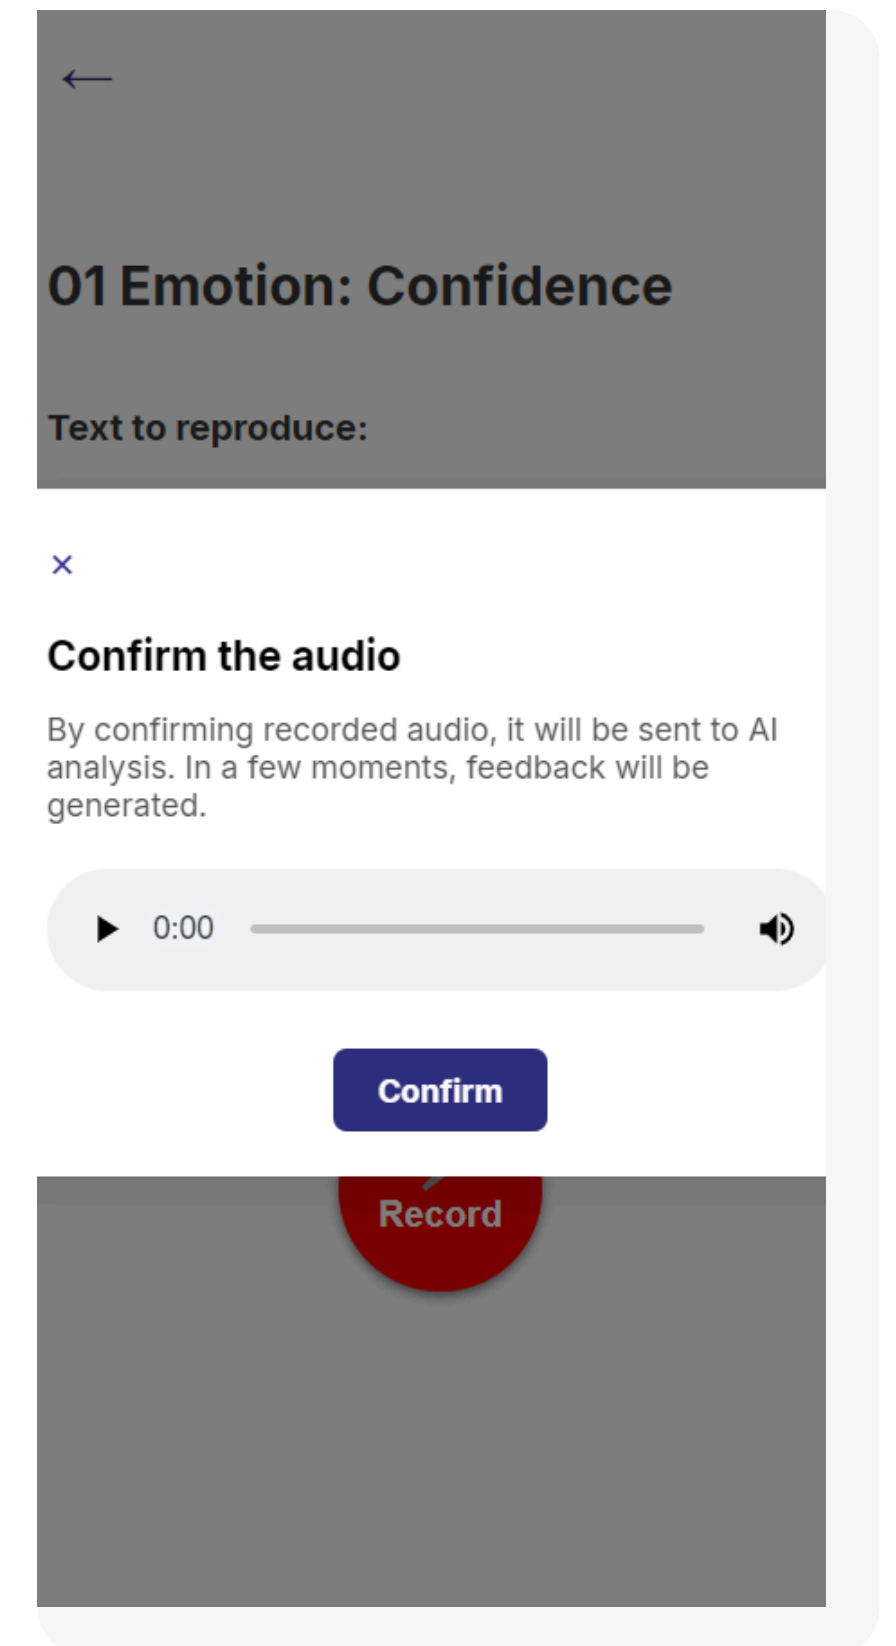 01 Emotion: Confidence
Text to reproduce:
Confirm the audio
By confirming recorded audio, it will be sent to AI
analysis. In a few moments, feedback will be
generated.
0:00
Confirm
Record